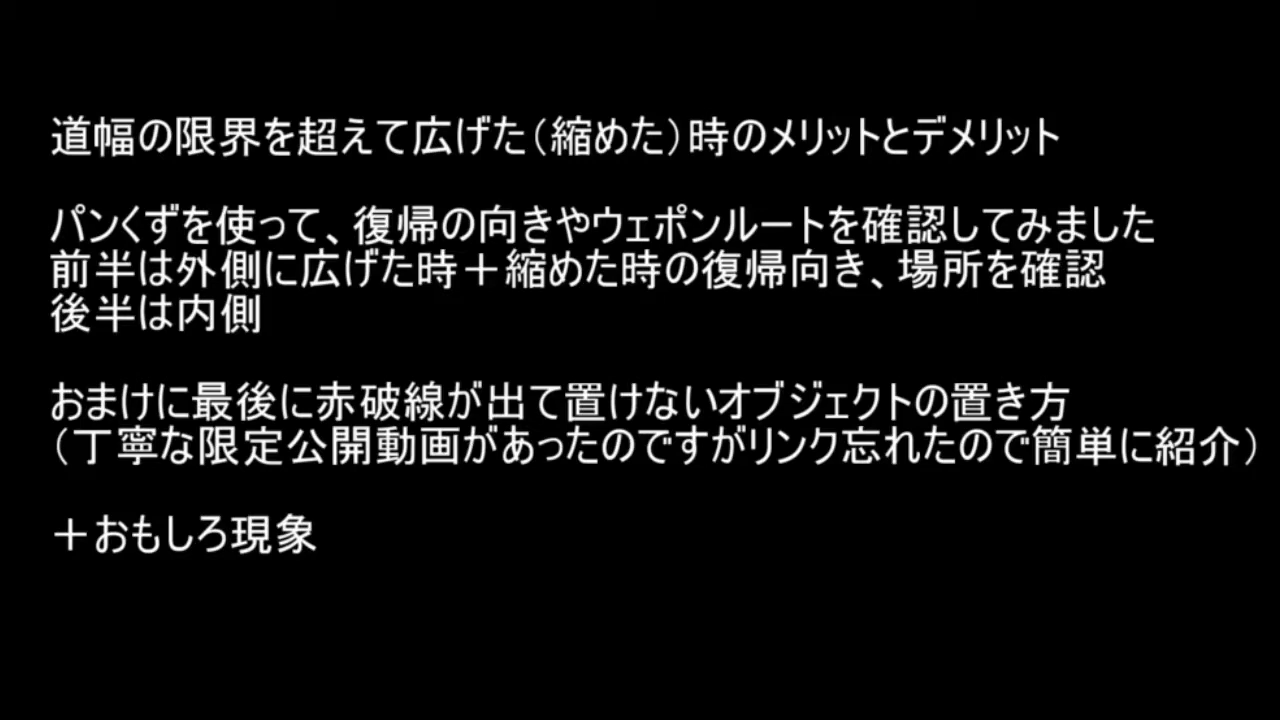 道幅の限界を超えて広げた（縮めた）時のメリットとデメリット
パンくずを使って、復帰の向きやウェポンルートを確認してみました
前半は外側に広げた時＋縮めた時の復帰向き、場所を確認
後半は内側
おまけに最後に赤破線が出て置けないオブジェクトの置き方
（丁寧な限定公開動画があったのですがリンク忘れたので簡単に紹介）
＋おもしろ現象